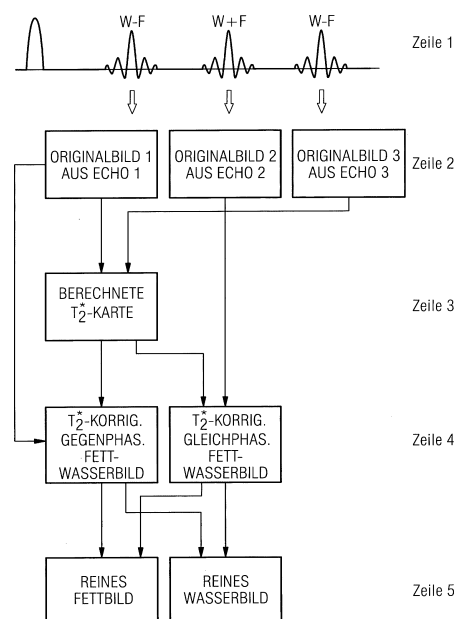 W-F W+F W-F
Zeile 1
ORIGINALBILD 1
AUS ECHO 1
ORIGINALBILD 2
AUS ECHO 2
ORIGINALBILD 3
AUS ECHO 3
Zeile 2
BERECHNETE
T2*-KARTE
Zeile 3
T2*-KORRIG.
GEGENPHAS.
FETT-
WASSERBILD
T2*-KORRIG.
GLEICHPHAS.
FETT-
WASSERBILD
Zeile 4
REINES
FETTBILD
REINES
WASSERBILD
Zeile 5